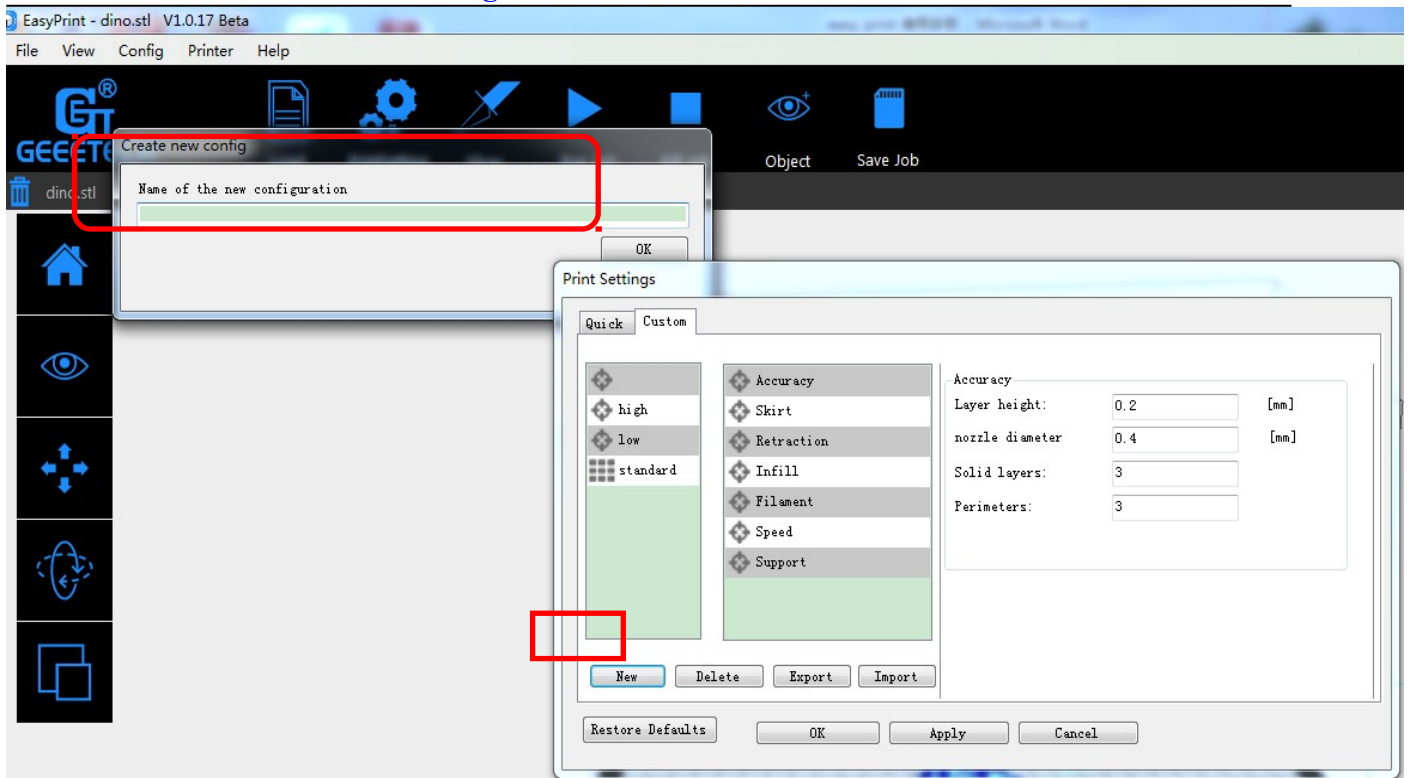 EasyPrint - dino.stl V1.0.17 Beta
File View Config Printer Help
GT®
GEEETE
Object Save Job
dino.stl
Create new config
Name of the new configuration
OK
Print Settings
Quick Custom
high
low
standard
Accuracy
Skirt
Retraction
Infill
Filament
Speed
Support
Accuracy
Layer height: 0.2 [mm]
nozzle diameter 0.4 [mm]
Solid layers: 3
Perimeters: 3
New Delete Export Import
Restore Defaults OK Apply Cancel